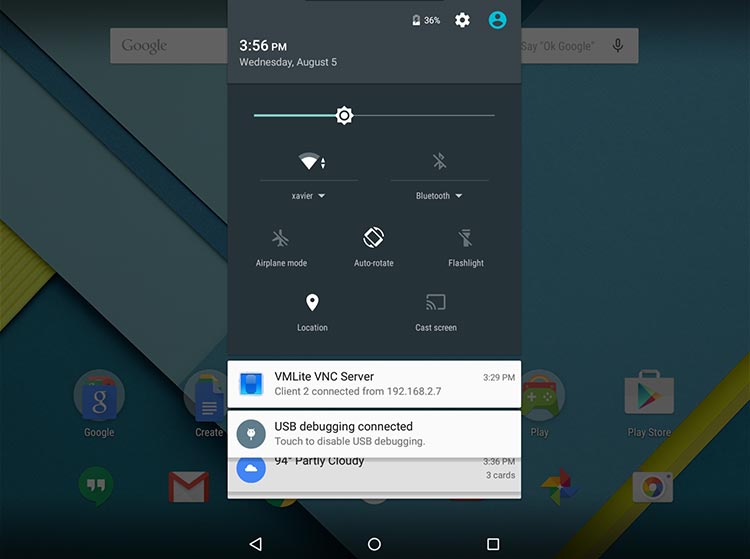 36%
Google
Say "Ok Google"
3:56 PM
Wednesday, August 5
xavier
Bluetooth
Airplane mode
Auto-rotate
Flashlight
Location
Cast screen
VMLite VNC Server 3:29 PM
Client 2 connected from 192.168.2.7
USB debugging connected
Touch to disable USB debugging.
94° Partly Cloudy 3:36 PM
3 cards
Google
Create
Play
Play Store